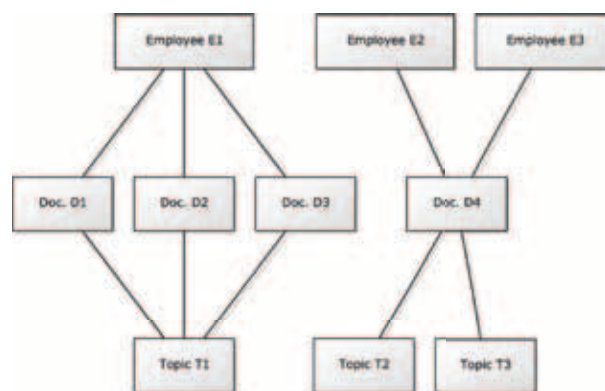 Employee E1
Employee E2
Employee E3
Doc. D1
Doc. D2
Doc. D3
Doc. D4
Topic T1
Topic T2
Topic T3